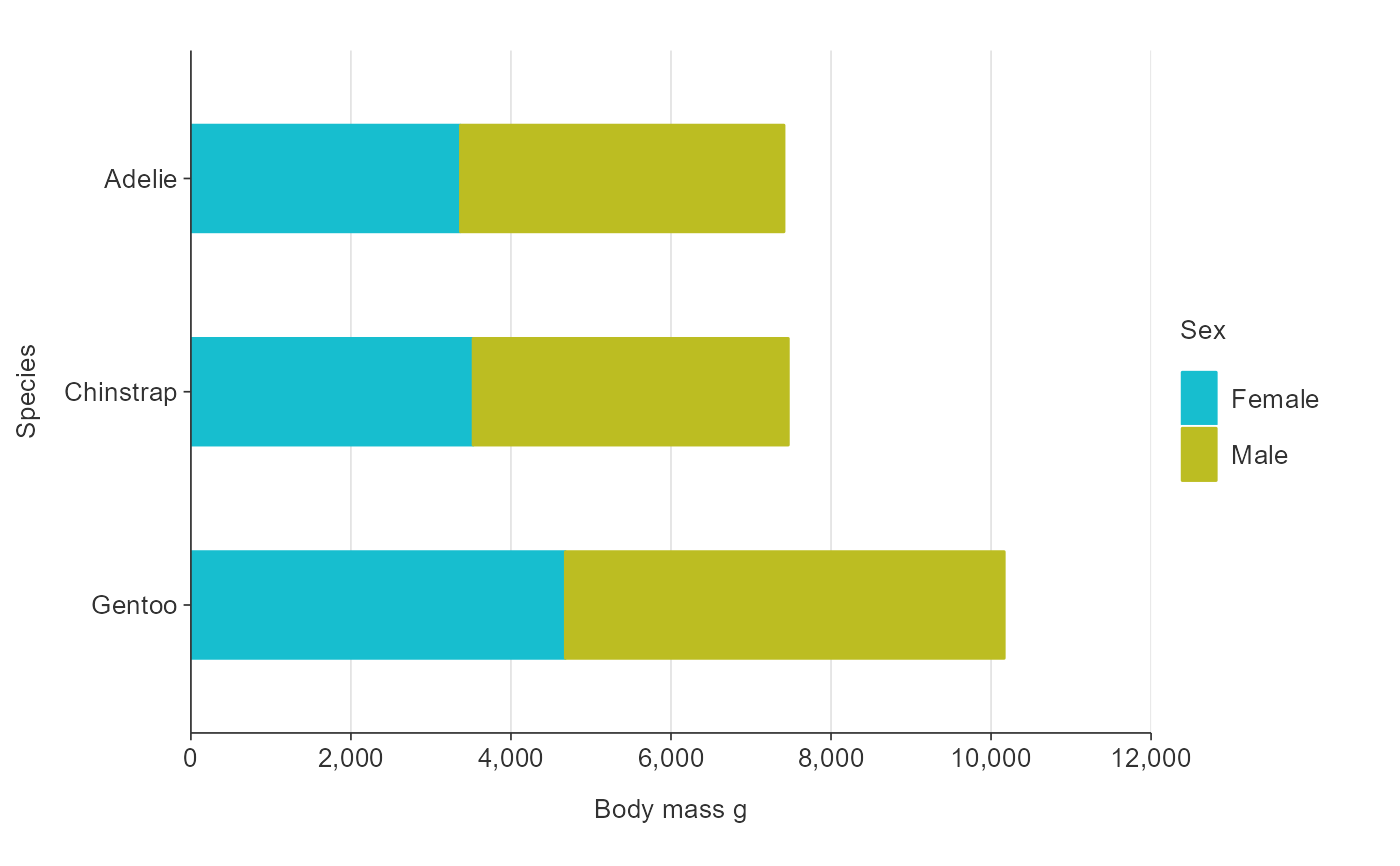 Species
Adelie
Chinstrap
Gentoo
0 2,000 4,000 6,000 8,000 10,000 12,000
Body mass g
Sex
Female
Male